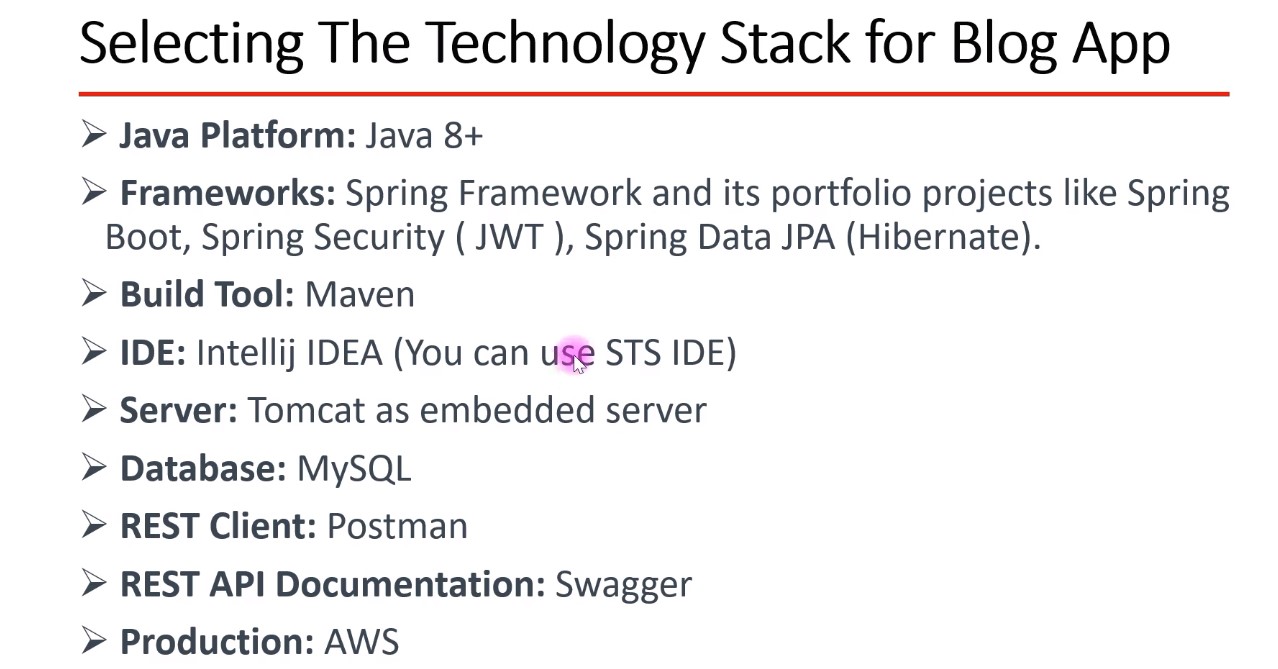 Selecting The Technology Stack for Blog App
➢ Java Platform: Java 8+
➢ Frameworks: Spring Framework and its portfolio projects like Spring
Boot, Spring Security ( JWT ), Spring Data JPA (Hibernate).
➢ Build Tool: Maven
➢ IDE: Intellij IDEA (You can use STS IDE)
➢ Server: Tomcat as embedded server
➢ Database: MySQL
➢ REST Client: Postman
➢ REST API Documentation: Swagger
➢ Production: AWS